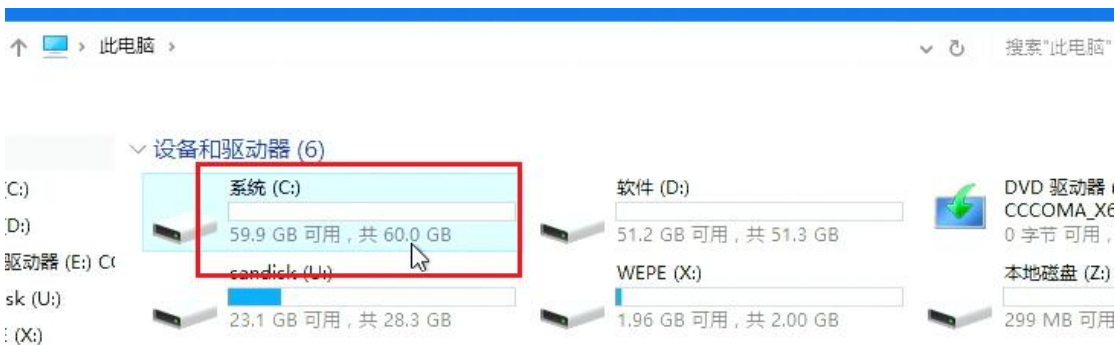 此电脑
搜索"此电脑"
设备和驱动器 (6)
C:)
D:)
驱动器 (E:) C
sk (U:)
(X:)
系统 (C:)
59.9 GB 可用，共 60.0 GB
软件 (D:)
51.2 GB 可用，共 51.3 GB
DVD 驱动器
CCCOMA_X6
0 字节 可用，
sandisk (U:)
23.1 GB 可用，共 28.3 GB
WEPE (X:)
1.96 GB 可用，共 2.00 GB
本地磁盘 (Z:)
299 MB 可用